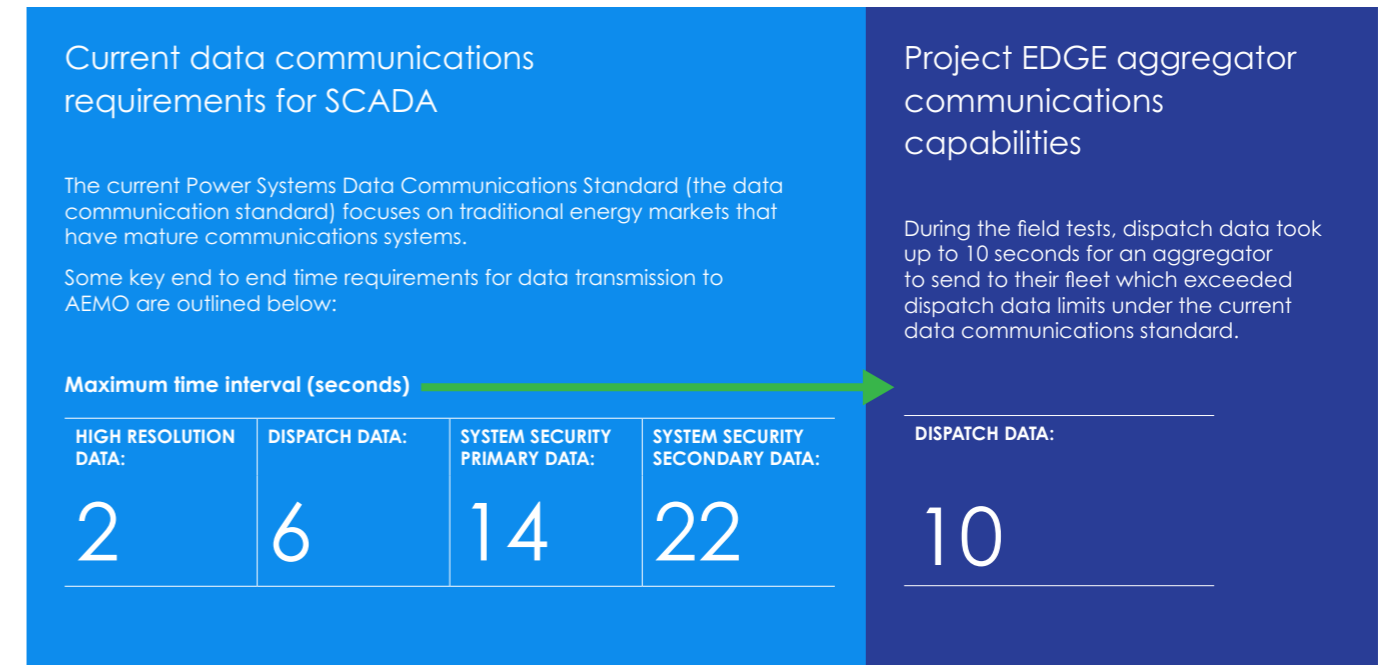 Current data communications
requirements for SCADA
The current Power Systems Data Communications Standard (the data
communication standard) focuses on traditional energy markets that
have mature communications systems.
Some key end to end time requirements for data transmission to
AEMO are outlined below:
Maximum time interval (seconds)
HIGH RESOLUTION
DATA:
2
DISPATCH DATA:
6
SYSTEM SECURITY
PRIMARY DATA:
14
SYSTEM SECURITY
SECONDARY DATA:
22
Project EDGE aggregator
communications
capabilities
During the field tests, dispatch data took
up to 10 seconds for an aggregator
to send to their fleet which exceeded
dispatch data limits under the current
data communications standard.
DISPATCH DATA:
10